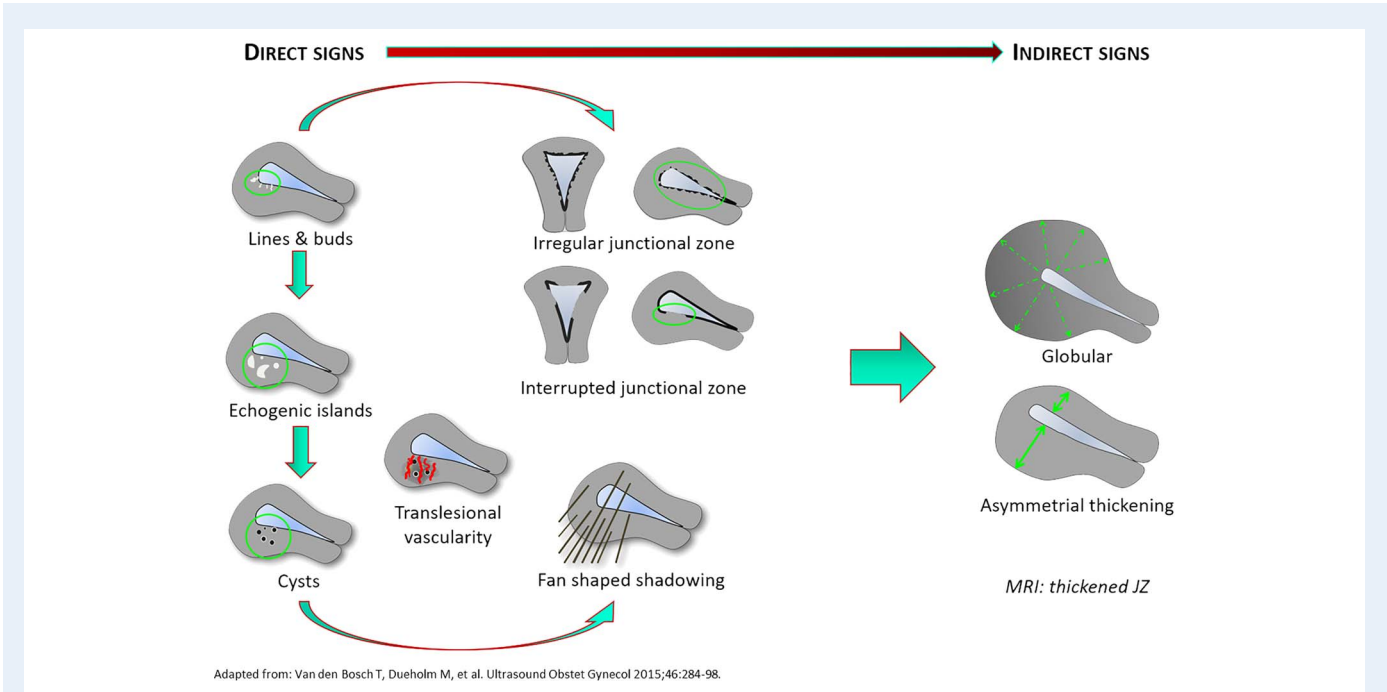 DIRECT SIGNS
INDIRECT SIGNS
Lines & buds
Irregular junctional zone
Echogenic islands
Interrupted junctional zone
Globular
Translesional
vascularity
Cysts
Fan shaped shadowing
Asymmetrial thickening
MRI: thickened JZ
Adapted from: Van den Bosch T, Dueholm M, et al. Ultrasound Obstet Gynecol 2015;46:284-98.